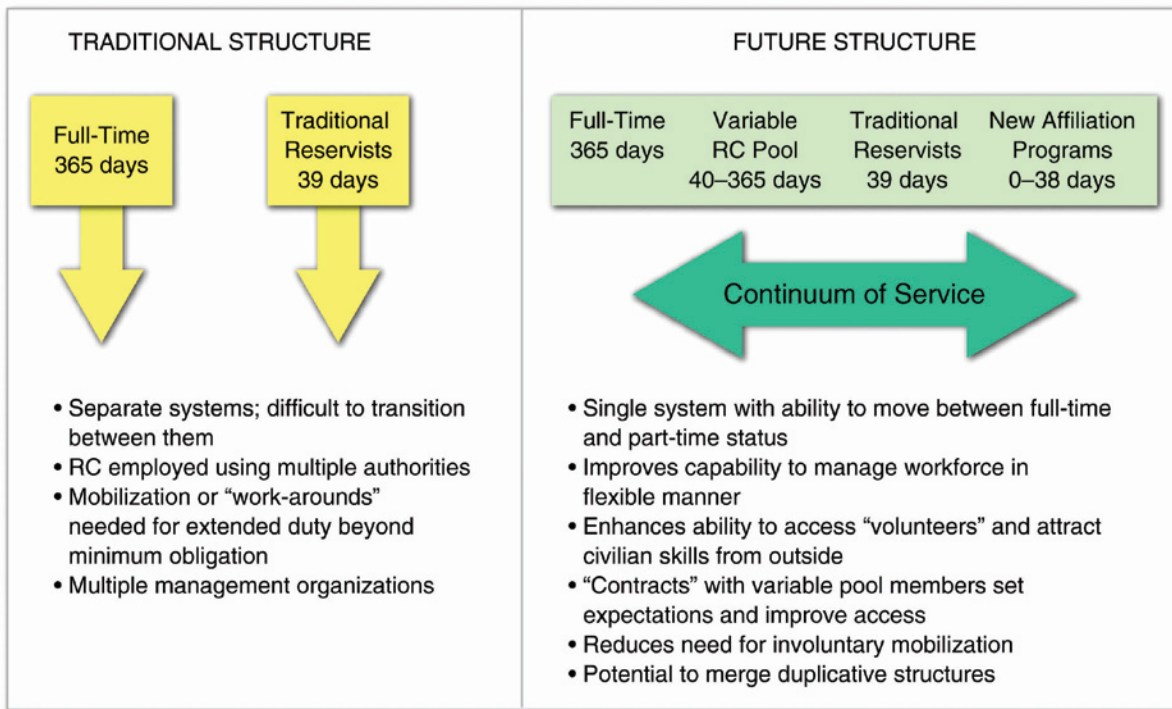 TRADITIONAL STRUCTURE
Full-Time
365 days
Traditional
Reservists
39 days
• Separate systems; difficult to transition
between them
• RC employed using multiple authorities
• Mobilization or “work-arounds”
needed for extended duty beyond
minimum obligation
• Multiple management organizations
FUTURE STRUCTURE
Full-Time
365 days
Variable
RC Pool
40–365 days
Traditional
Reservists
39 days
New Affiliation
Programs
0–38 days
Continuum of Service
• Single system with ability to move between full-time
and part-time status
• Improves capability to manage workforce in
flexible manner
• Enhances ability to access “volunteers” and attract
civilian skills from outside
• “Contracts” with variable pool members set
expectations and improve access
• Reduces need for involuntary mobilization
• Potential to merge duplicative structures